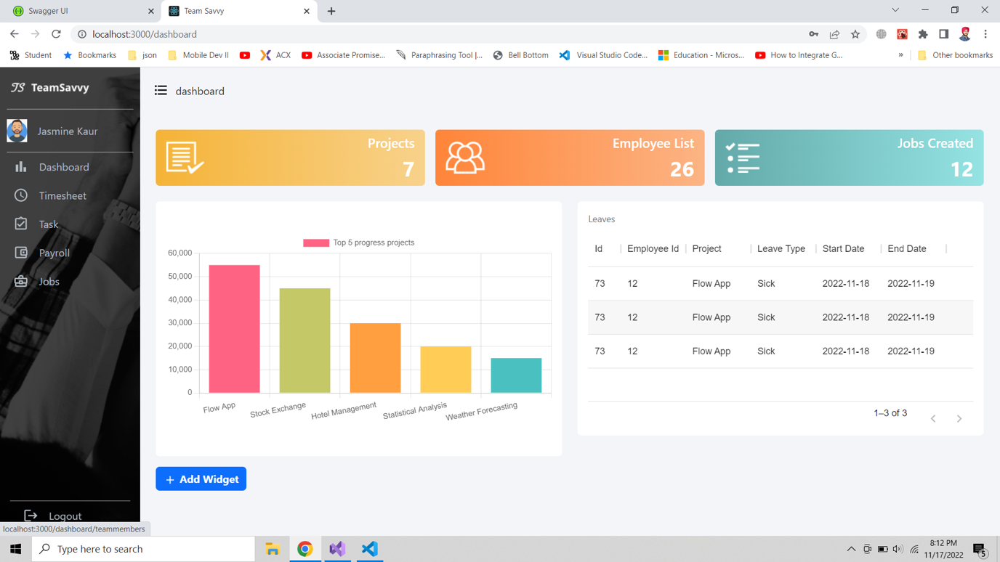 Swagger UI
Team Savvy
localhost:3000/dashboard
Student
Bookmarks
json
Mobile Dev II
ACX
Associate Promise...
Paraphrasing Tool |...
Bell Bottom
Visual Studio Code...
Education - Micros...
How to Integrate G...
»
Other bookmarks
TS TeamSavvy
Jasmine Kaur
Dashboard
Timesheet
Task
Payroll
Jobs
Logout
localhost:3000/dashboard/teammembers
dashboard
Projects
7
Employee List
26
Jobs Created
12
Top 5 progress projects
60,000
50,000
40,000
30,000
20,000
10,000
0
Flow App
Stock Exchange
Hotel Management
Statistical Analysis
Weather Forecasting
Leaves
Id Employee Id Project Leave Type Start Date End Date
73 12 Flow App Sick 2022-11-18 2022-11-19
73 12 Flow App Sick 2022-11-18 2022-11-19
73 12 Flow App Sick 2022-11-18 2022-11-19
1–3 of 3
+ Add Widget
Type here to search
8:12 PM
11/17/2022
5